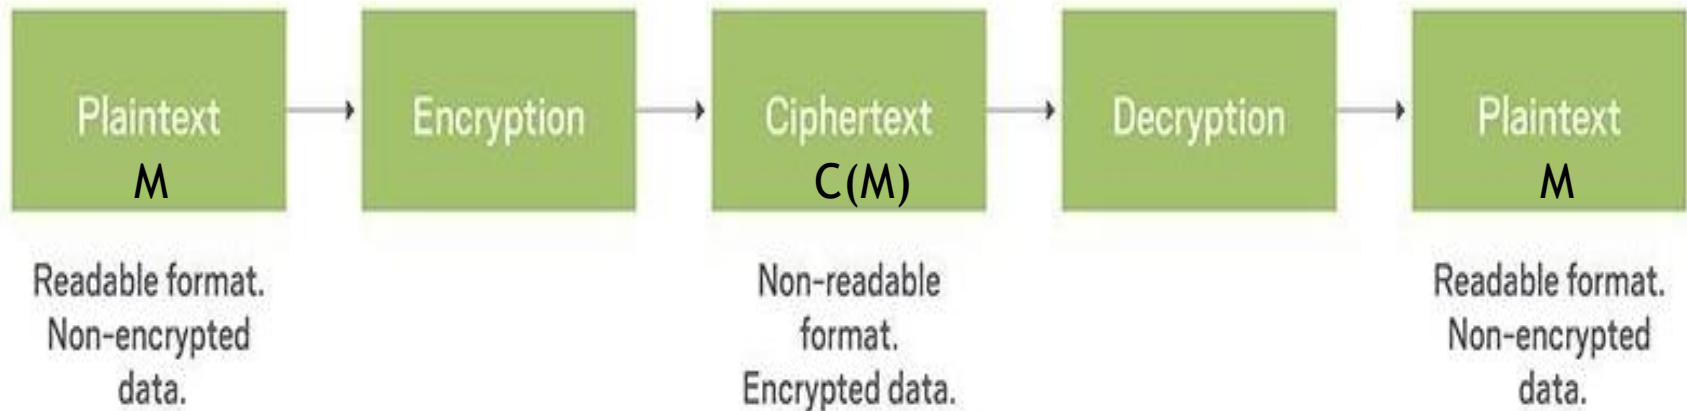 Plaintext
M
Encryption
Ciphertext
C(M)
Decryption
Plaintext
M
Readable format.
Non-encrypted
data.
Non-readable
format.
Encrypted data.
Readable format.
Non-encrypted
data.